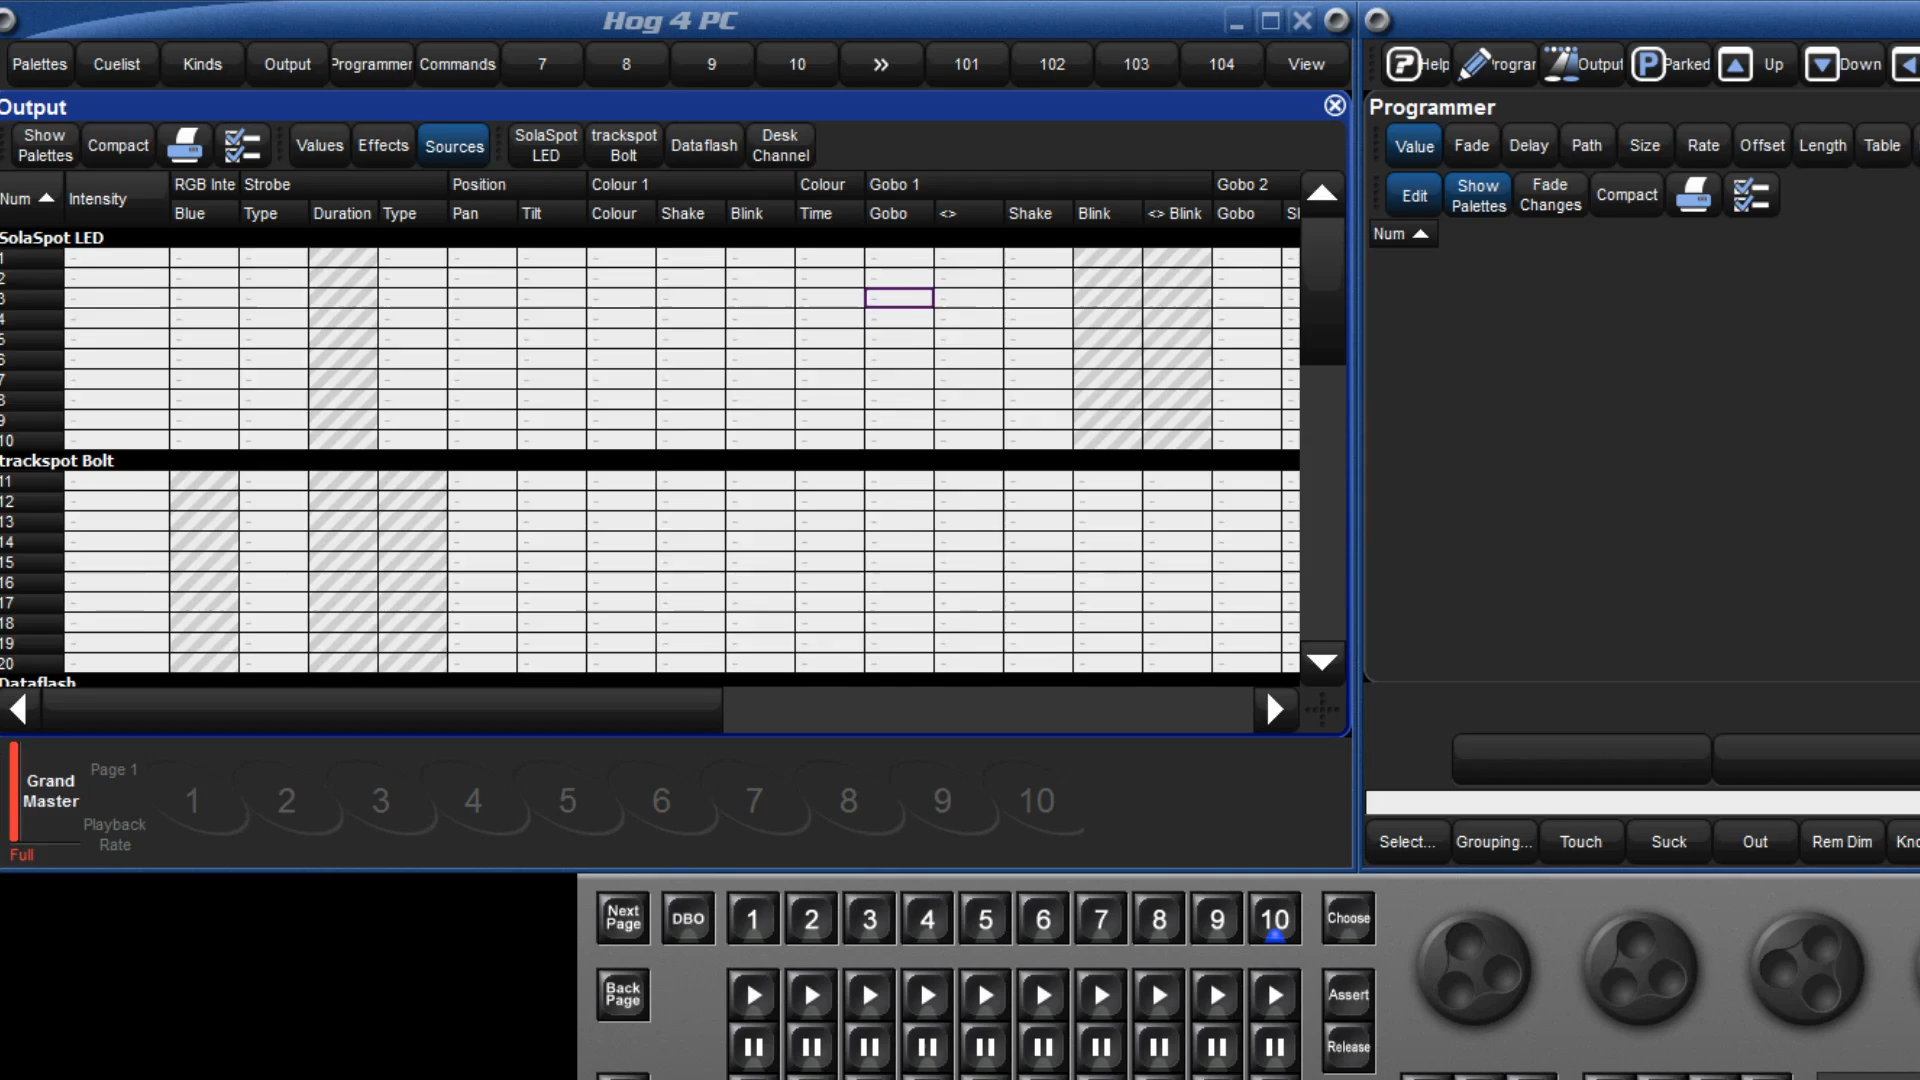 Hog 4 PC
Palettes Cuelist Kinds Output Programmer Commands 7 8 9 10 » 101 102 103 104 View
Help Progra Output Parked Up Down
Output
Programmer
Show Palettes Compact Values Effects Sources SolaSpot LED trackspot Bolt Dataflash Desk Channel
Value Fade Delay Path Size Rate Offset Length Table
Edit Show Palettes Fade Changes Compact
Num
Num Intensity RGB Inte Strobe Position Colour 1 Colour Gobo 1 Gobo 2
Blue Type Duration Type Pan Tilt Colour Shake Blink Time Gobo <> Shake Blink <> Blink Gobo Sl
SolaSpot LED
1
2
3
4
5
6
7
8
9
10
trackspot Bolt
11
12
13
14
15
16
17
18
19
20
Dataflash
Grand Master
Full
Page 1
Playback Rate
1 2 3 4 5 6 7 8 9 10
Select... Grouping... Touch Suck Out Rem Dim Kno
Next Page DBO 1 2 3 4 5 6 7 8 9 10 Choose
Back Page Assert
Release